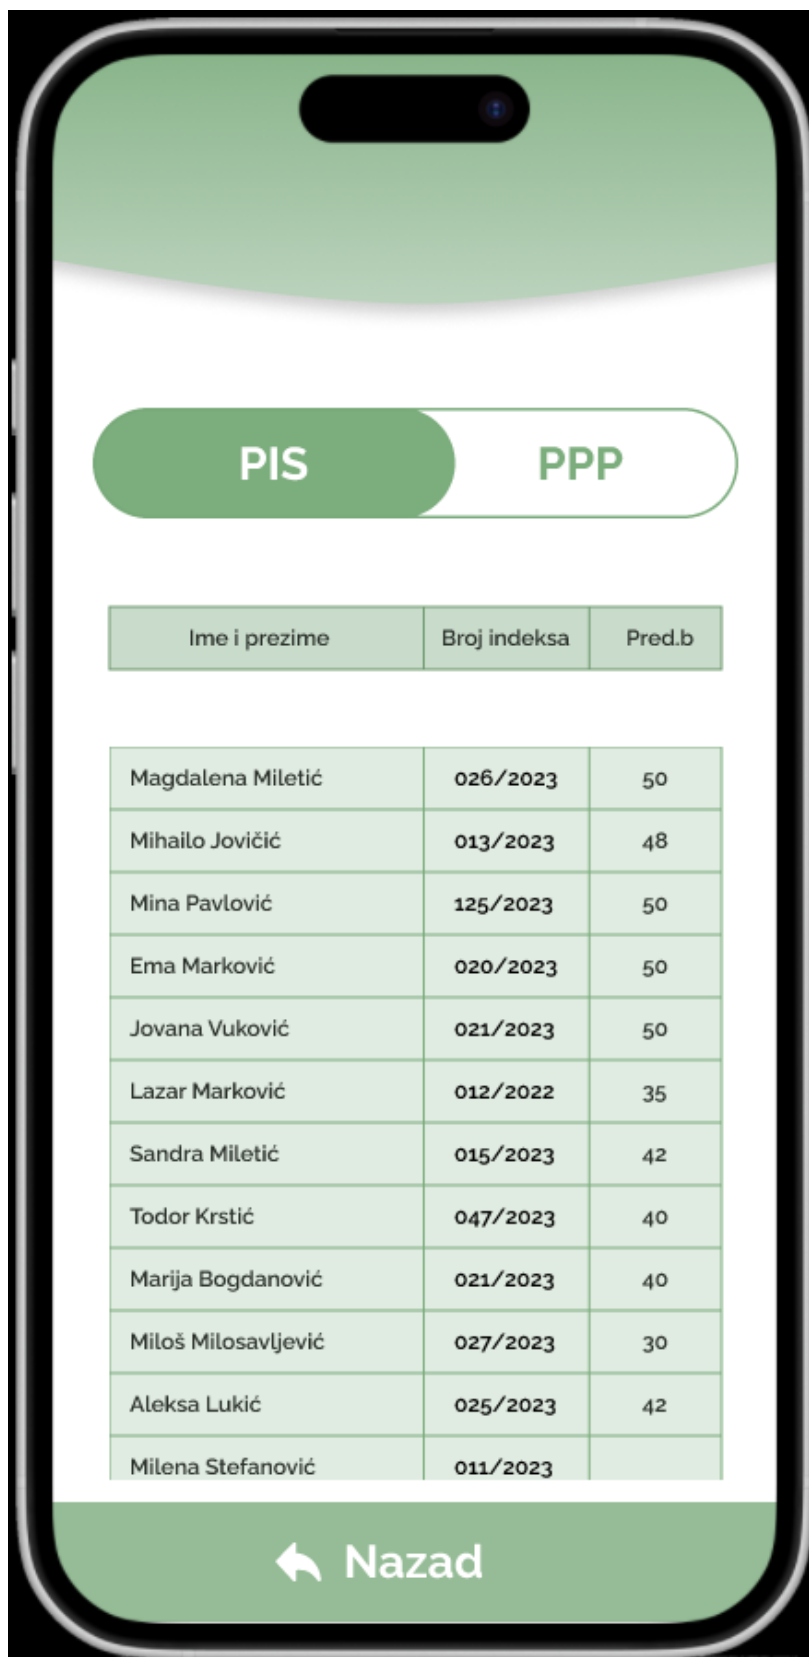 PIS PPP
Ime i prezime Broj indeksa Pred.b
Magdalena Miletić 026/2023 50
Mihailo Jovičić 013/2023 48
Mina Pavlović 125/2023 50
Ema Marković 020/2023 50
Jovana Vuković 021/2023 50
Lazar Marković 012/2022 35
Sandra Miletić 015/2023 42
Todor Krstić 047/2023 40
Marija Bogdanović 021/2023 40
Miloš Milosavljević 027/2023 30
Aleksa Lukić 025/2023 42
Milena Stefanović 011/2023
Nazad